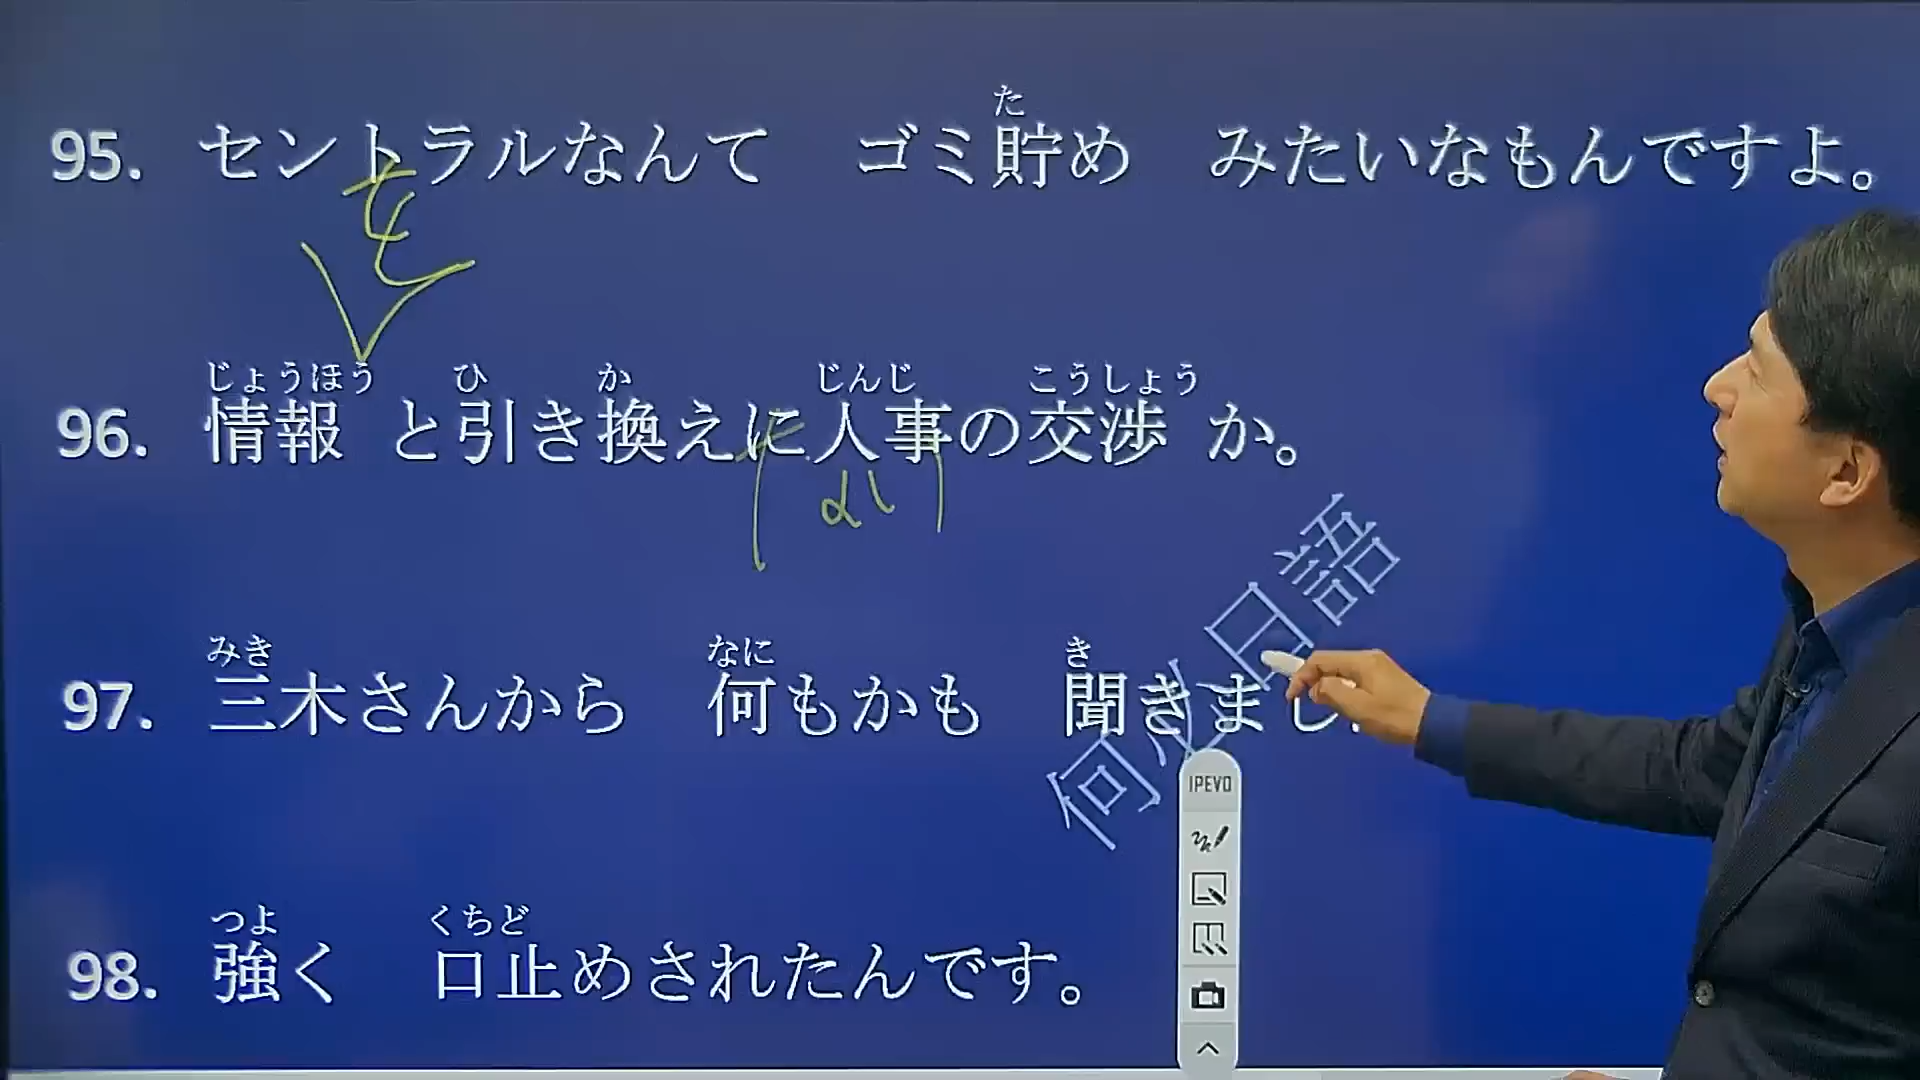 95. セントラルなんて ゴミ貯め みたいなもんですよ。
た
を
じょうほう ひ か じんじ こうしょう
96. 情報 と引き換えに人事の交渉 か。
はい
みき なに き
97. 三木さんから 何もかも 聞きまし
つよ くちど
98. 強く 口止めされたんです。
日語
IPEVO